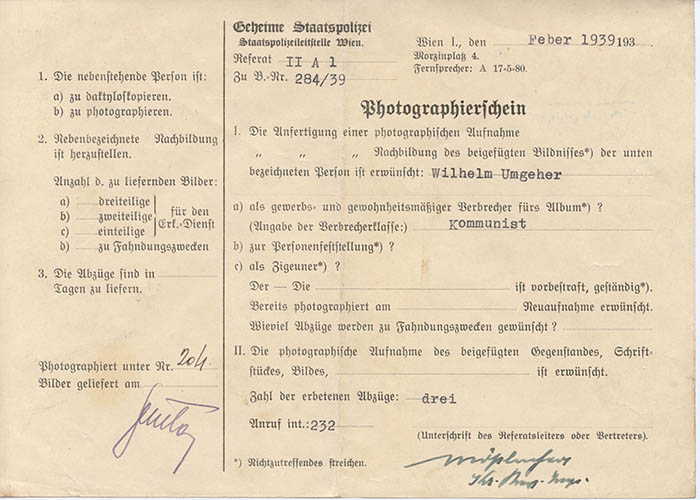 Geheime Staatspolizei
Staatspolizeileitstelle Wien.
Referat II A 1
Zu B.-Nr. 284/39
Wien I., den Feber 1939 193
Morzinplatz 4.
Fernsprecher: A 17-5-80.
1. Die nebenstehende Person ist:
a) zu daktyloskopieren.
b) zu photographieren.
2. Nebenbezeichnete Nachbildung
ist herzustellen.
Anzahl d. zu liefernden Bilder:
a) dreiteilige
b) zweiteilige
c) einteilige
für den
Erk.-Dienst
d) zu Fahndungszwecken
3. Die Abzüge sind in
Tagen zu liefern.
Photographiert unter Nr. 204.
Bilder geliefert am
Photographierschein
I. Die Anfertigung einer photographischen Aufnahme
„ „ „ Nachbildung des beigefügten Bildnisses*) der unten
bezeichneten Person ist erwünscht: Wilhelm Umgeher
a) als gewerbs- und gewohnheitsmäßiger Verbrecher fürs Album*) ?
(Angabe der Verbrecherklasse:) Kommunist
b) zur Personenfeststellung*) ?
c) als Zigeuner*) ?
Der — Die ist vorbestraft, geständig*).
Bereits photographiert am Neuaufnahme erwünscht.
Wieviel Abzüge werden zu Fahndungszwecken gewünscht ?
II. Die photographische Aufnahme des beigefügten Gegenstandes, Schrift-
stückes, Bildes, ist erwünscht.
Zahl der erbetenen Abzüge: drei
Anruf int.: 232
(Unterschrift des Referatsleiters oder Vertreters).
*) Nichtzutreffendes streichen.